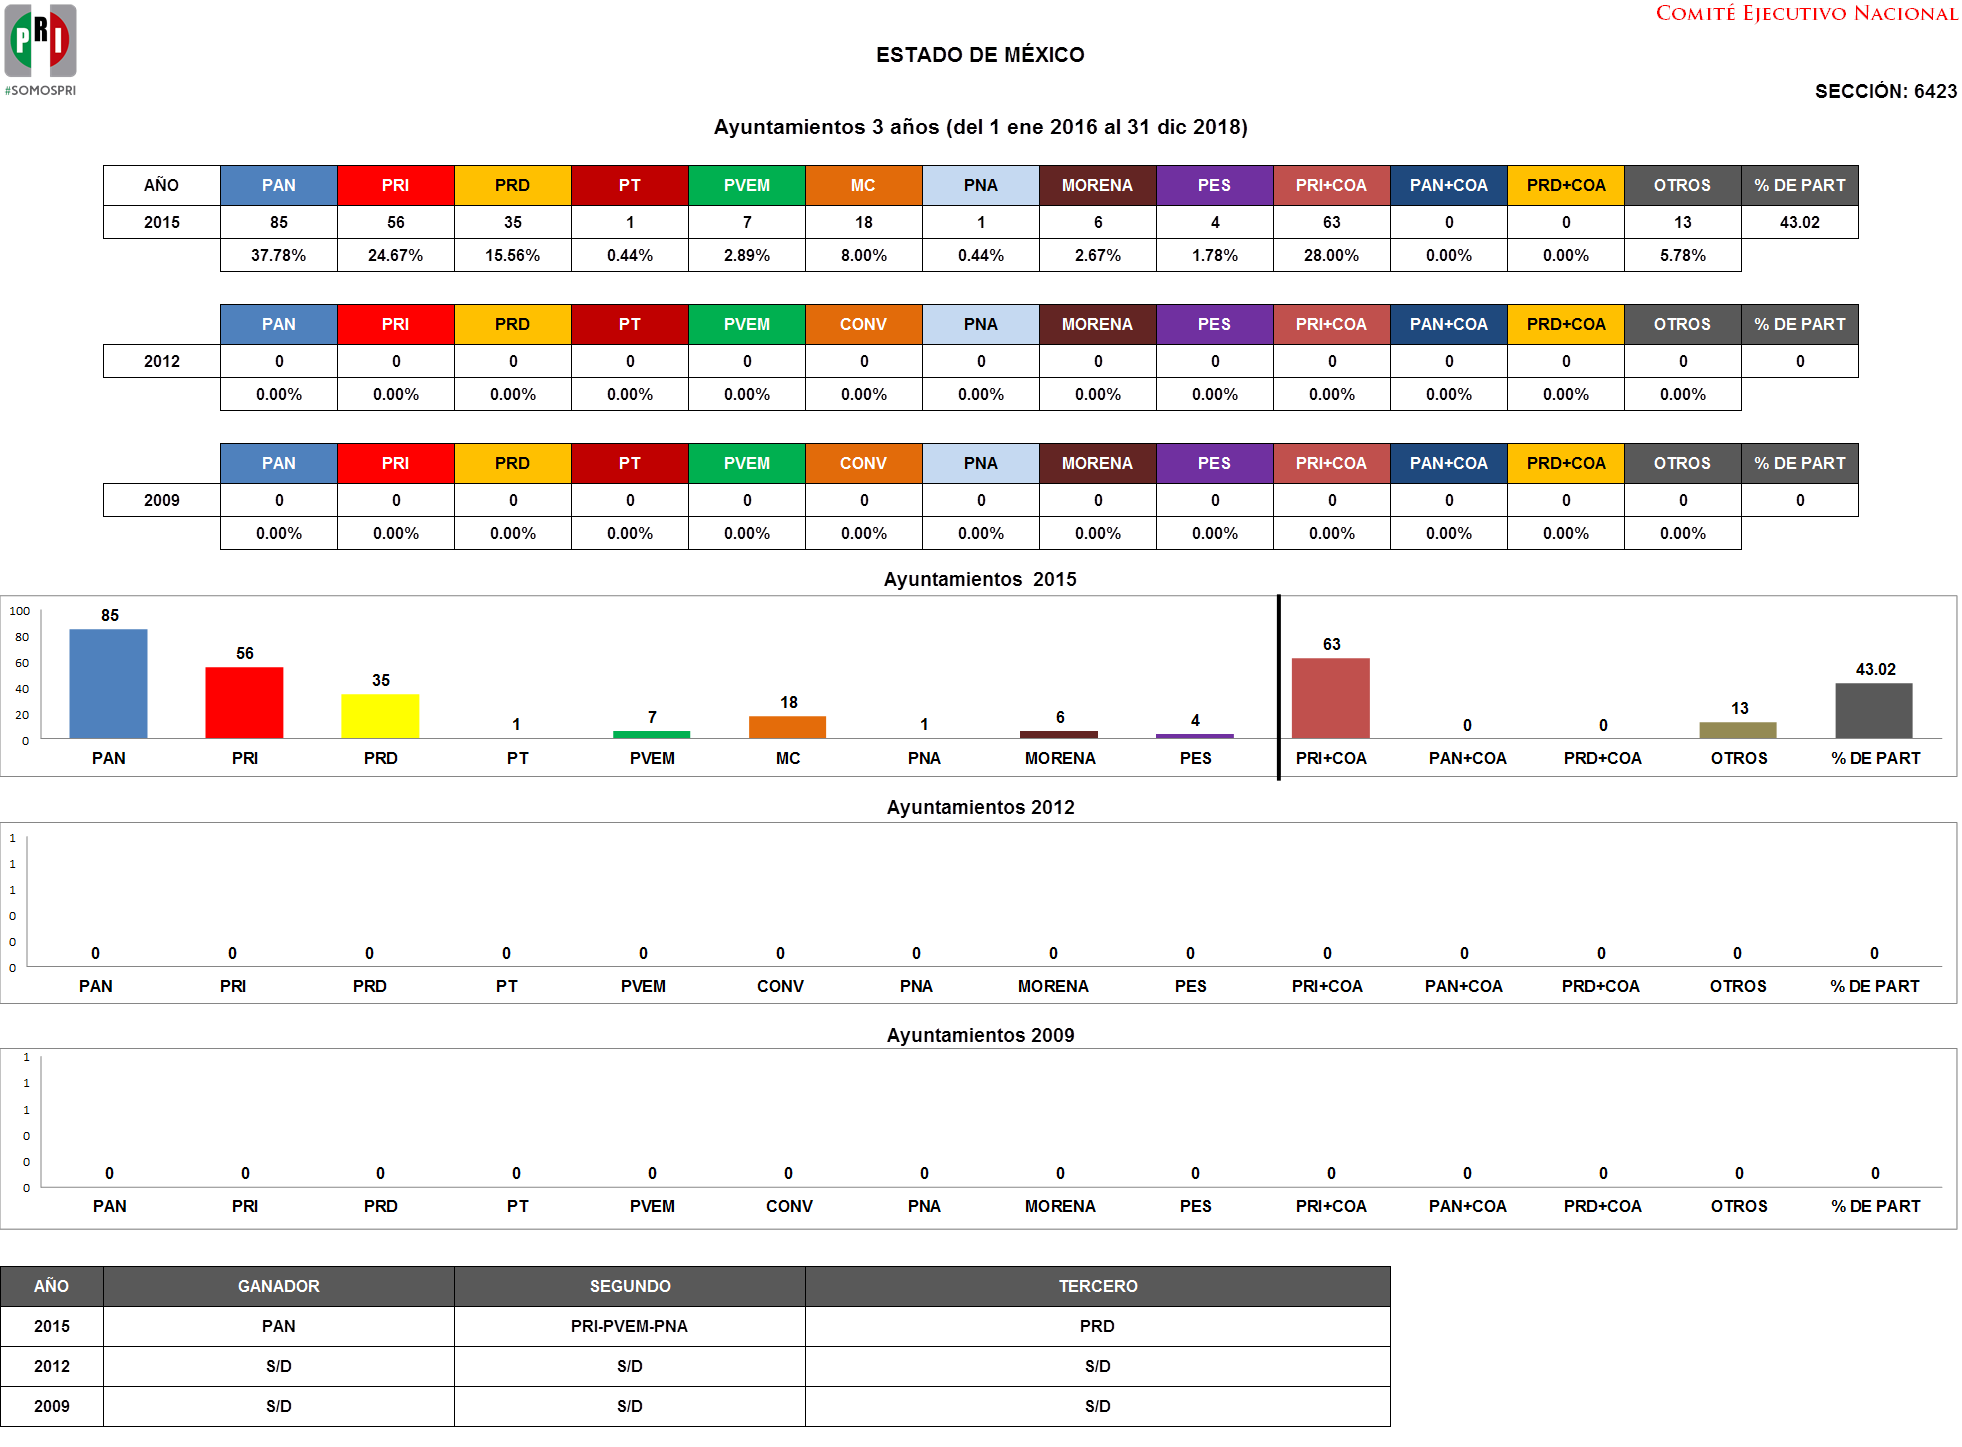 PRI
#SOMOSPRI
COMITÉ EJECUTIVO NACIONAL
ESTADO DE MÉXICO
SECCIÓN: 6423
Ayuntamientos 3 años (del 1 ene 2016 al 31 dic 2018)
AÑO PAN PRI PRD PT PVEM MC PNA MORENA PES PRI+COA PAN+COA PRD+COA OTROS % DE PART
2015 85 56 35 1 7 18 1 6 4 63 0 0 13 43.02
37.78% 24.67% 15.56% 0.44% 2.89% 8.00% 0.44% 2.67% 1.78% 28.00% 0.00% 0.00% 5.78%
PAN PRI PRD PT PVEM CONV PNA MORENA PES PRI+COA PAN+COA PRD+COA OTROS % DE PART
2012 0 0 0 0 0 0 0 0 0 0 0 0 0 0
0.00% 0.00% 0.00% 0.00% 0.00% 0.00% 0.00% 0.00% 0.00% 0.00% 0.00% 0.00% 0.00%
PAN PRI PRD PT PVEM CONV PNA MORENA PES PRI+COA PAN+COA PRD+COA OTROS % DE PART
2009 0 0 0 0 0 0 0 0 0 0 0 0 0 0
0.00% 0.00% 0.00% 0.00% 0.00% 0.00% 0.00% 0.00% 0.00% 0.00% 0.00% 0.00% 0.00%
Ayuntamientos 2015
100
80
60
40
20
0
85 56 35 1 7 18 1 6 4 63 0 0 13 43.02
PAN PRI PRD PT PVEM MC PNA MORENA PES PRI+COA PAN+COA PRD+COA OTROS % DE PART
Ayuntamientos 2012
1
1
1
0
0
0
0 0 0 0 0 0 0 0 0 0 0 0 0 0
PAN PRI PRD PT PVEM CONV PNA MORENA PES PRI+COA PAN+COA PRD+COA OTROS % DE PART
Ayuntamientos 2009
1
1
1
0
0
0
0 0 0 0 0 0 0 0 0 0 0 0 0 0
PAN PRI PRD PT PVEM CONV PNA MORENA PES PRI+COA PAN+COA PRD+COA OTROS % DE PART
AÑO GANADOR SEGUNDO TERCERO
2015 PAN PRI-PVEM-PNA PRD
2012 S/D S/D S/D
2009 S/D S/D S/D